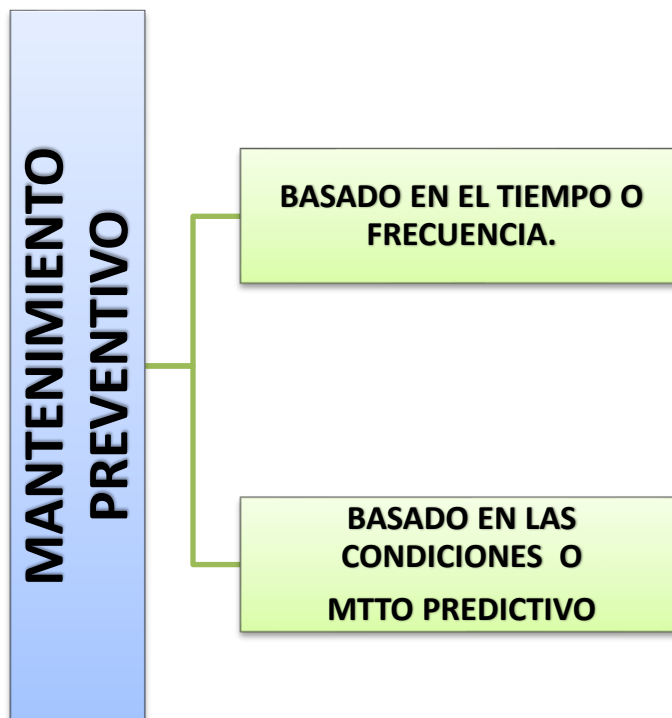 MANTENIMIENTO
PREVENTIVO
BASADO EN EL TIEMPO O
FRECUENCIA.
BASADO EN LAS
CONDICIONES O
MTTO PREDICTIVO